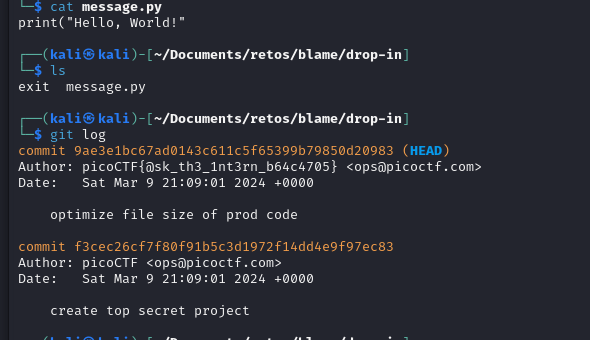 └─$ cat message.py
print("Hello, World!"
┌──(kali㉿kali)-[~/Documents/retos/blame/drop-in]
└─$ ls
exit  message.py
┌──(kali㉿kali)-[~/Documents/retos/blame/drop-in]
└─$ git log
commit 9ae3e1bc67ad0143c611c5f65399b79850d20983 (HEAD)
Author: picoCTF{@sk_th3_1nt3rn_b64c4705} <ops@picoctf.com>
Date:   Sat Mar 9 21:09:01 2024 +0000
    optimize file size of prod code
commit f3cec26cf7f80f91b5c3d1972f14dd4e9f97ec83
Author: picoCTF <ops@picoctf.com>
Date:   Sat Mar 9 21:09:01 2024 +0000
    create top secret project